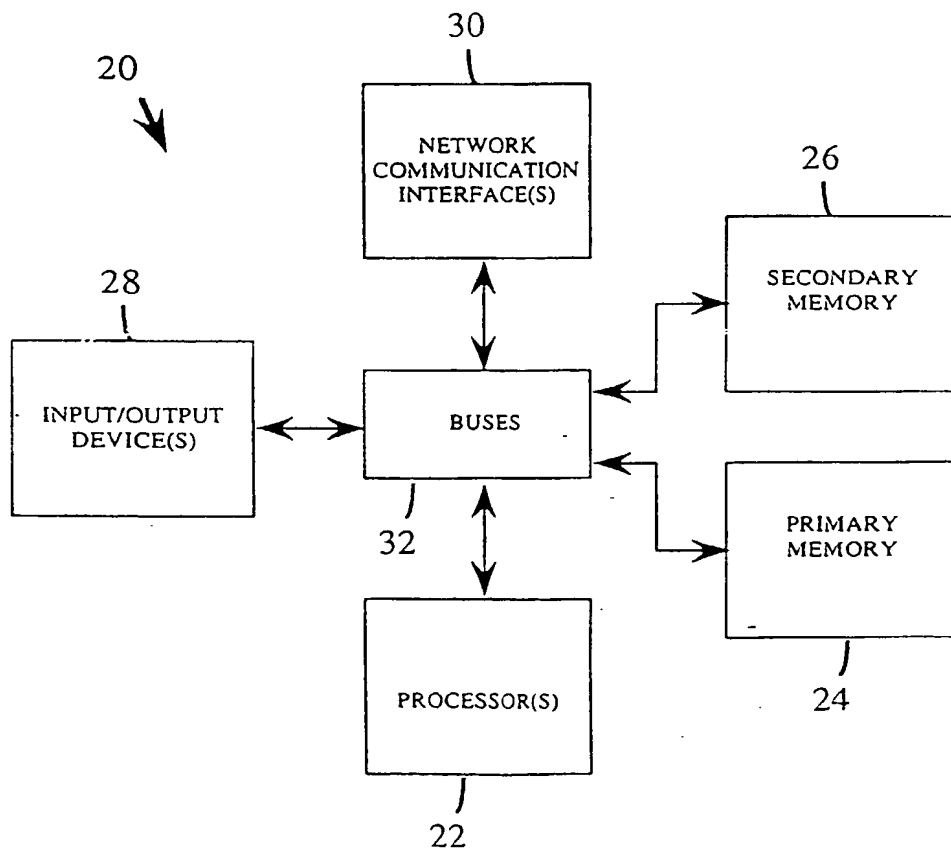 30
20
NETWORK
COMMUNICATION
INTERFACE(S)
26
SECONDARY
MEMORY
28
INPUT/OUTPUT
DEVICE(S)
BUSES
32
PRIMARY
MEMORY
24
PROCESSOR(S)
22